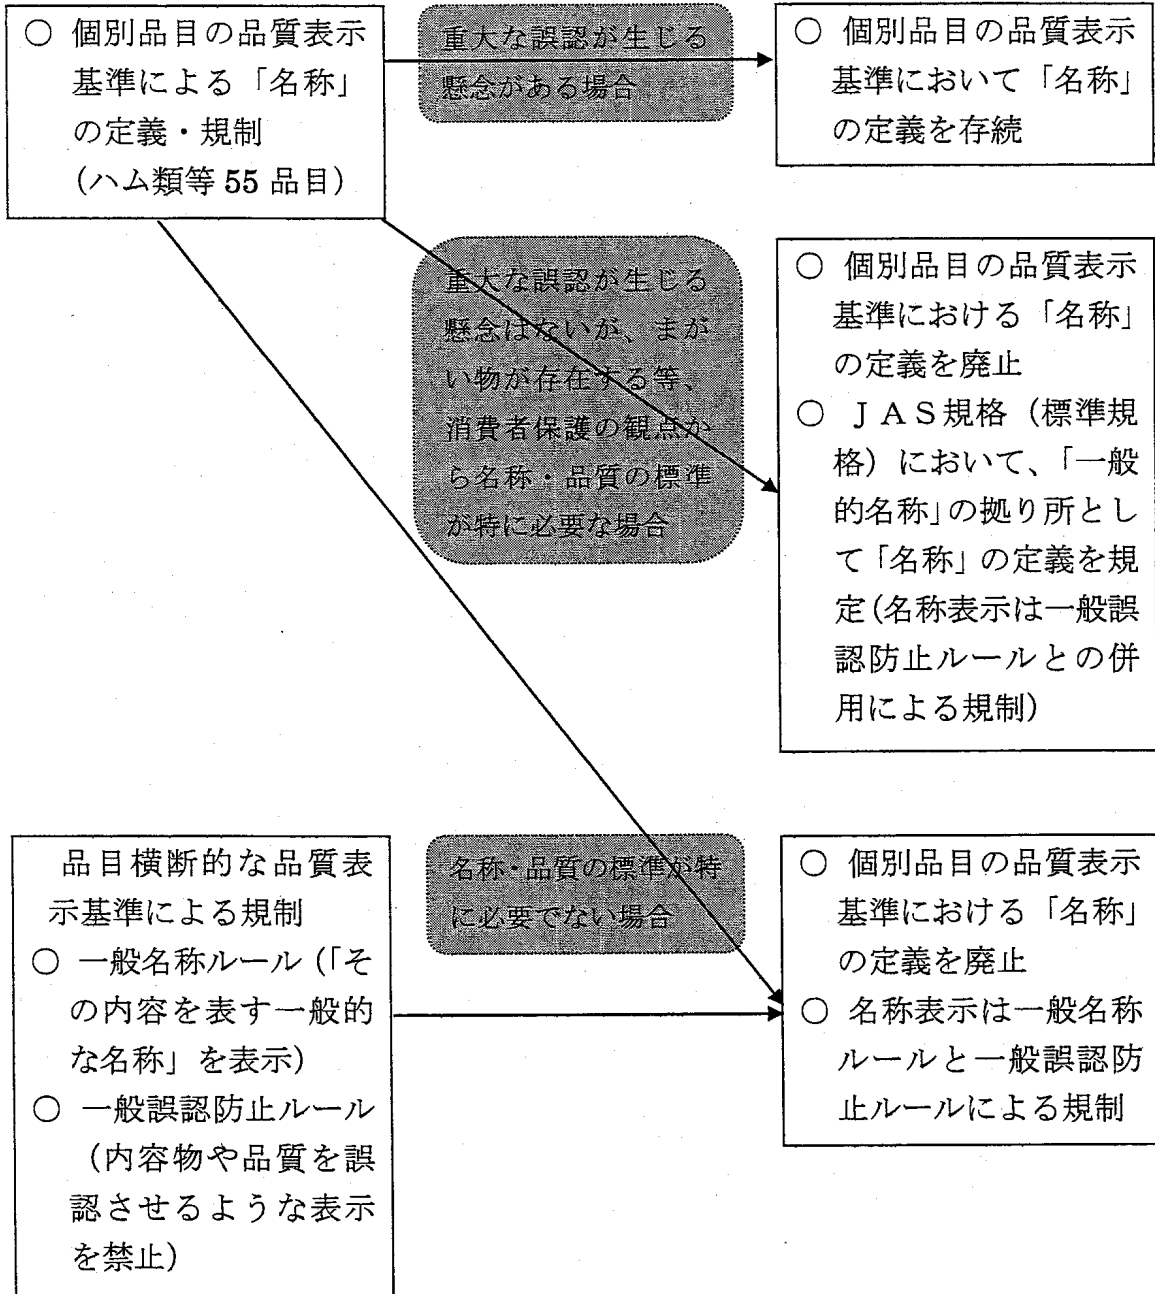 ○ 個別品目の品質表示
基準による「名称」
の定義・規制
（ハム類等 55 品目）
重大な誤認が生じる
懸念がある場合
○ 個別品目の品質表示
基準において「名称」
の定義を存続
重大な誤認が生じる
懸念はないが、まが
い物が存在する等、
消費者保護の観点か
ら名称・品質の標準
が特に必要な場合
○ 個別品目の品質表示
基準における「名称」
の定義を廃止
○ ＪＡＳ規格（標準規
格）において、「一般
的名称」の拠り所とし
て「名称」の定義を規
定（名称表示は一般誤
認防止ルールとの併
用による規制）
品目横断的な品質表
示基準による規制
○ 一般名称ルール（「そ
の内容を表す一般的
な名称」を表示）
○ 一般誤認防止ルール
（内容物や品質を誤
認させるような表示
を禁止）
名称・品質の標準が特
に必要でない場合
○ 個別品目の品質表示
基準における「名称」
の定義を廃止
○ 名称表示は一般名称
ルールと一般誤認防
止ルールによる規制